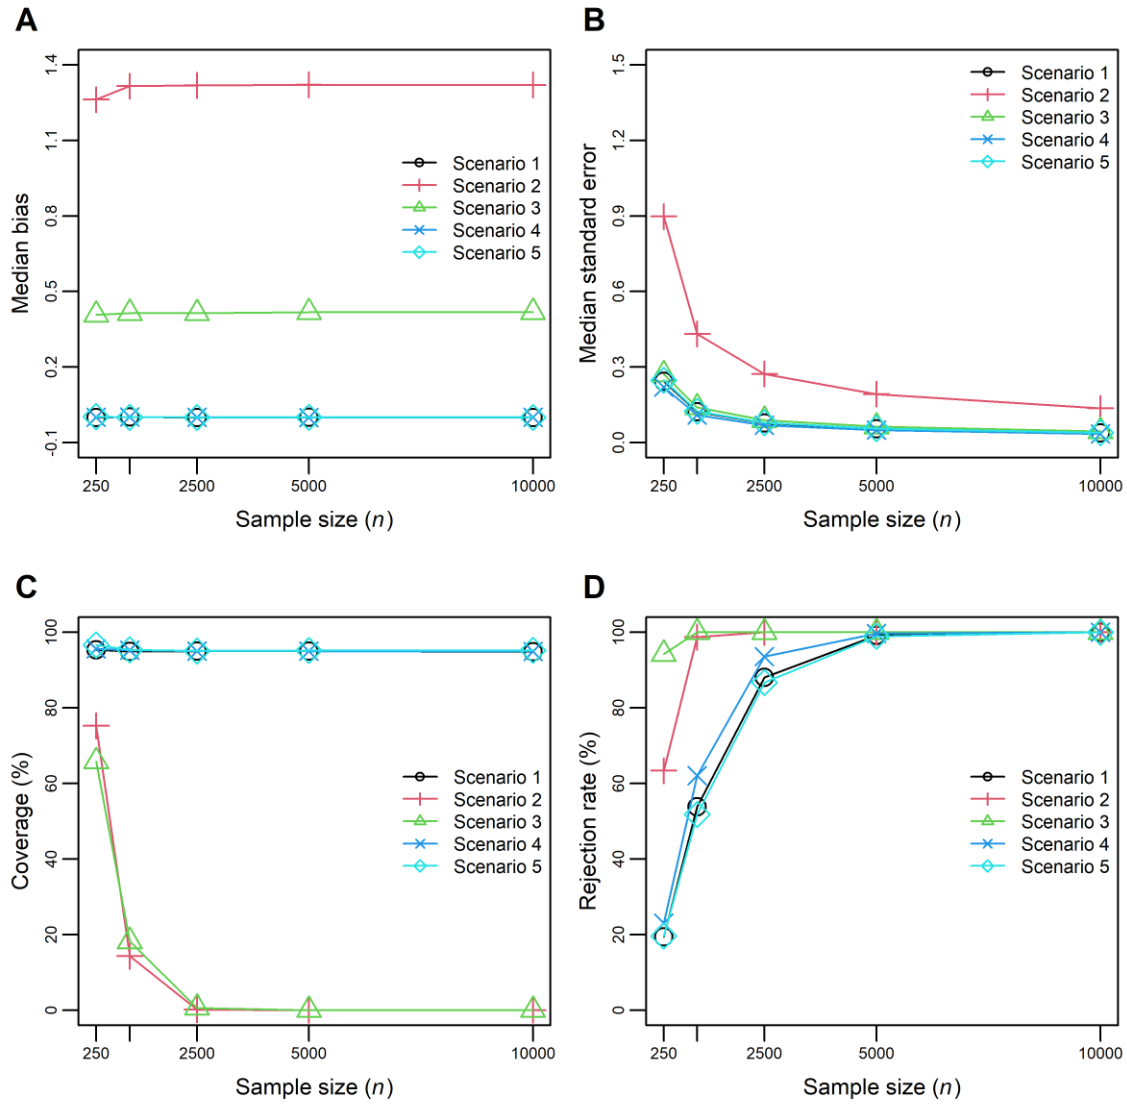 A
Median bias
1.4
1.1
0.8
0.5
0.2
-0.1
Scenario 1
Scenario 2
Scenario 3
Scenario 4
Scenario 5
250
2500
5000
10000
Sample size (n)
B
Median standard error
1.5
1.2
0.9
0.6
0.3
0.0
Scenario 1
Scenario 2
Scenario 3
Scenario 4
Scenario 5
250
2500
5000
10000
Sample size (n)
C
Coverage (%)
100
80
60
40
20
0
Scenario 1
Scenario 2
Scenario 3
Scenario 4
Scenario 5
250
2500
5000
10000
Sample size (n)
D
Rejection rate (%)
100
80
60
40
20
0
Scenario 1
Scenario 2
Scenario 3
Scenario 4
Scenario 5
250
2500
5000
10000
Sample size (n)